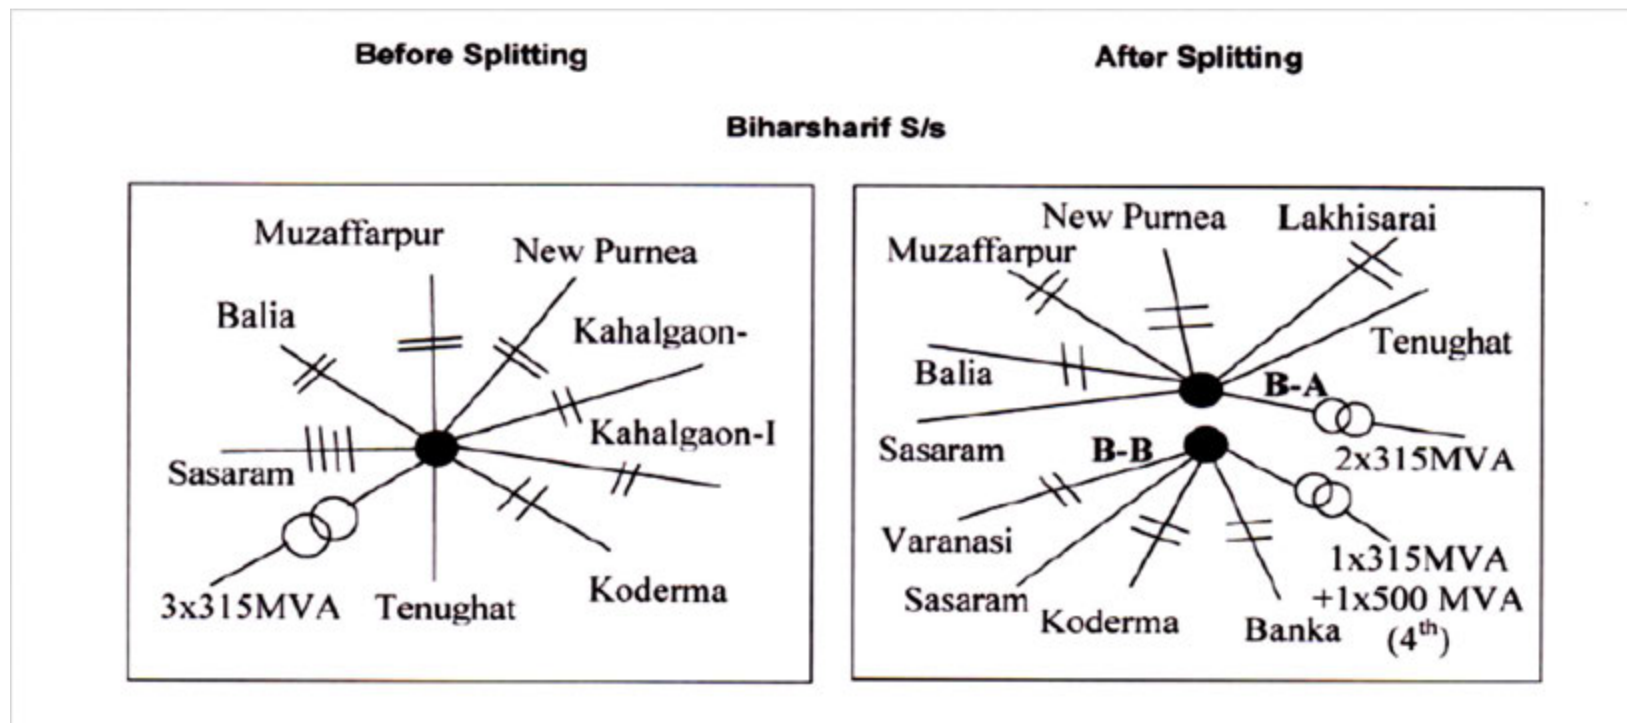 Before Splitting
After Splitting
Biharsharif S/s
Muzaffarpur
New Purnea
Balia
Kahalgaon-
Kahalgaon-I
Sasaram
Koderma
3x315MVA
Tenughat
New Purnea
Lakhisarai
Muzaffarpur
Tenughat
Balia
B-A
Sasaram
B-B
2x315MVA
Varanasi
1x315MVA
+1x500 MVA
(4th)
Sasaram
Koderma
Banka